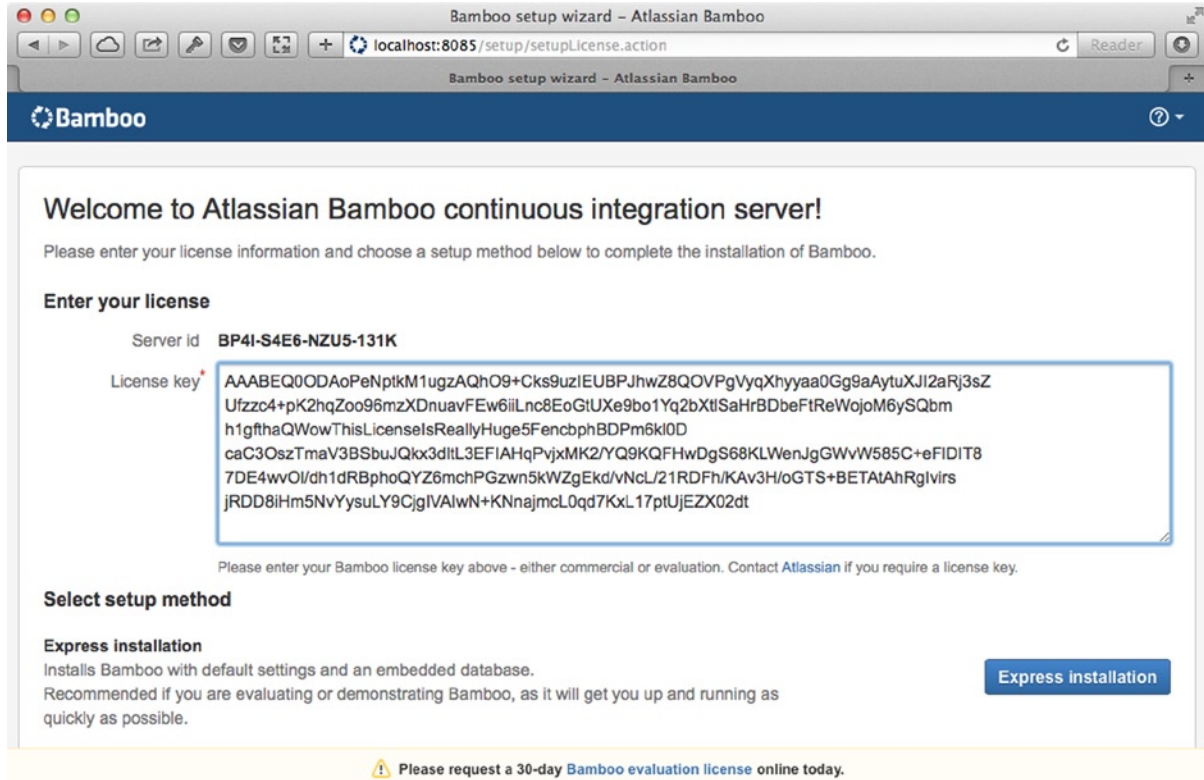 Bamboo setup wizard – Atlassian Bamboo
localhost:8085/setup/setupLicense.action
Reader
Bamboo setup wizard – Atlassian Bamboo
Bamboo
Welcome to Atlassian Bamboo continuous integration server!
Please enter your license information and choose a setup method below to complete the installation of Bamboo.
Enter your license
Server id BP4I-S4E6-NZU5-131K
License key*
AAABEQ0ODAoPeNptkM1ugzAQhO9+Cks9uzIEUBPJhwZ8QOVPgVyqXhyyaa0Gg9aAytuXJI2aRj3sZ
Ufzzc4+pK2hqZoo96mzXDnuavFEw6iiLnc8EoGtUXe9bo1Yq2bXtISaHrBDbeFtReWojoM6ySQbm
h1gfthaQWowThisLicenseIsReallyHuge5FencbphBDPm6kI0D
caC3OszTmaV3BSbuJQkx3dltL3EFIAHqPvjxMK2/YQ9KQFHwDgS68KLWenJgGWvW585C+eFIDIT8
7DE4wvOI/dh1dRBphoQYZ6mchPGzwn5kWZgEkd/vNcL/21RDFh/KAv3H/oGTS+BETAtAhRgIvirs
jRDD8iHm5NvYysuLY9CjgIVAIwN+KNnajmcL0qd7KxL17ptUjEZX02dt
Please enter your Bamboo license key above - either commercial or evaluation. Contact Atlassian if you require a license key.
Select setup method
Express installation
Installs Bamboo with default settings and an embedded database.
Recommended if you are evaluating or demonstrating Bamboo, as it will get you up and running as
quickly as possible.
Express installation
Please request a 30-day Bamboo evaluation license online today.